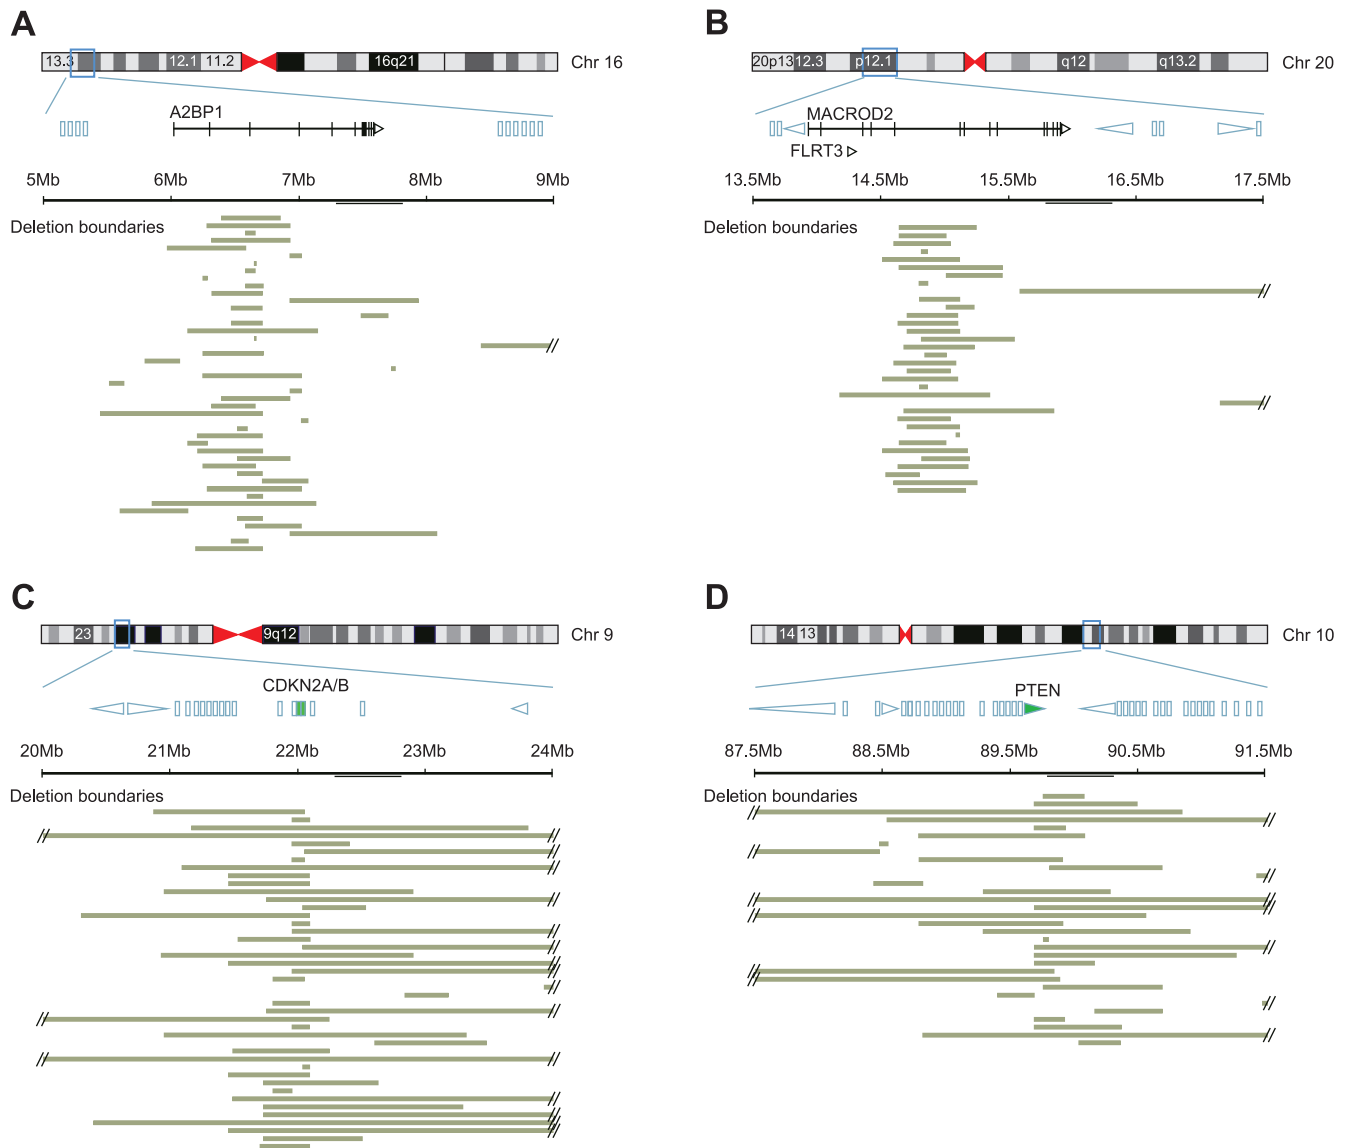 A
13.3 12.1 11.2 16q21 Chr 16
A2BP1
5Mb 6Mb 7Mb 8Mb 9Mb
Deletion boundaries
B
20p13 12.3 p12.1 q12 q13.2 Chr 20
MACROD2
FLRT3
13.5Mb 14.5Mb 15.5Mb 16.5Mb 17.5Mb
Deletion boundaries
C
23 9q12 Chr 9
CDKN2A/B
20Mb 21Mb 22Mb 23Mb 24Mb
Deletion boundaries
D
14 13 Chr 10
PTEN
87.5Mb 88.5Mb 89.5Mb 90.5Mb 91.5Mb
Deletion boundaries